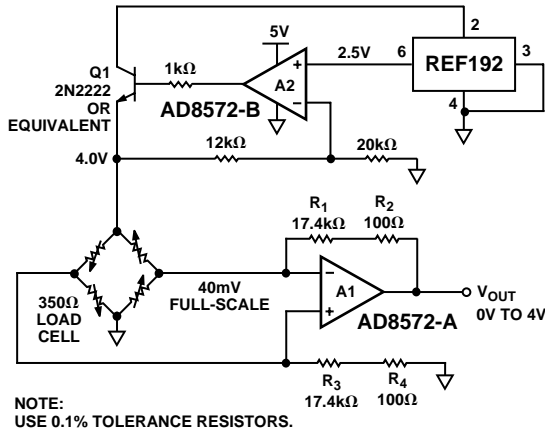 2
5V
1kΩ
Q1
2N2222
OR
EQUIVALENT
+
A2
−
AD8572-B
2.5V
6
REF192
3
4
12kΩ
20kΩ
4.0V
R1
17.4kΩ
R2
100Ω
350Ω
LOAD
CELL
40mV
FULL-SCALE
−
A1
+
AD8572-A
VOUT
0V TO 4V
R3
17.4kΩ
R4
100Ω
NOTE:
USE 0.1% TOLERANCE RESISTORS.